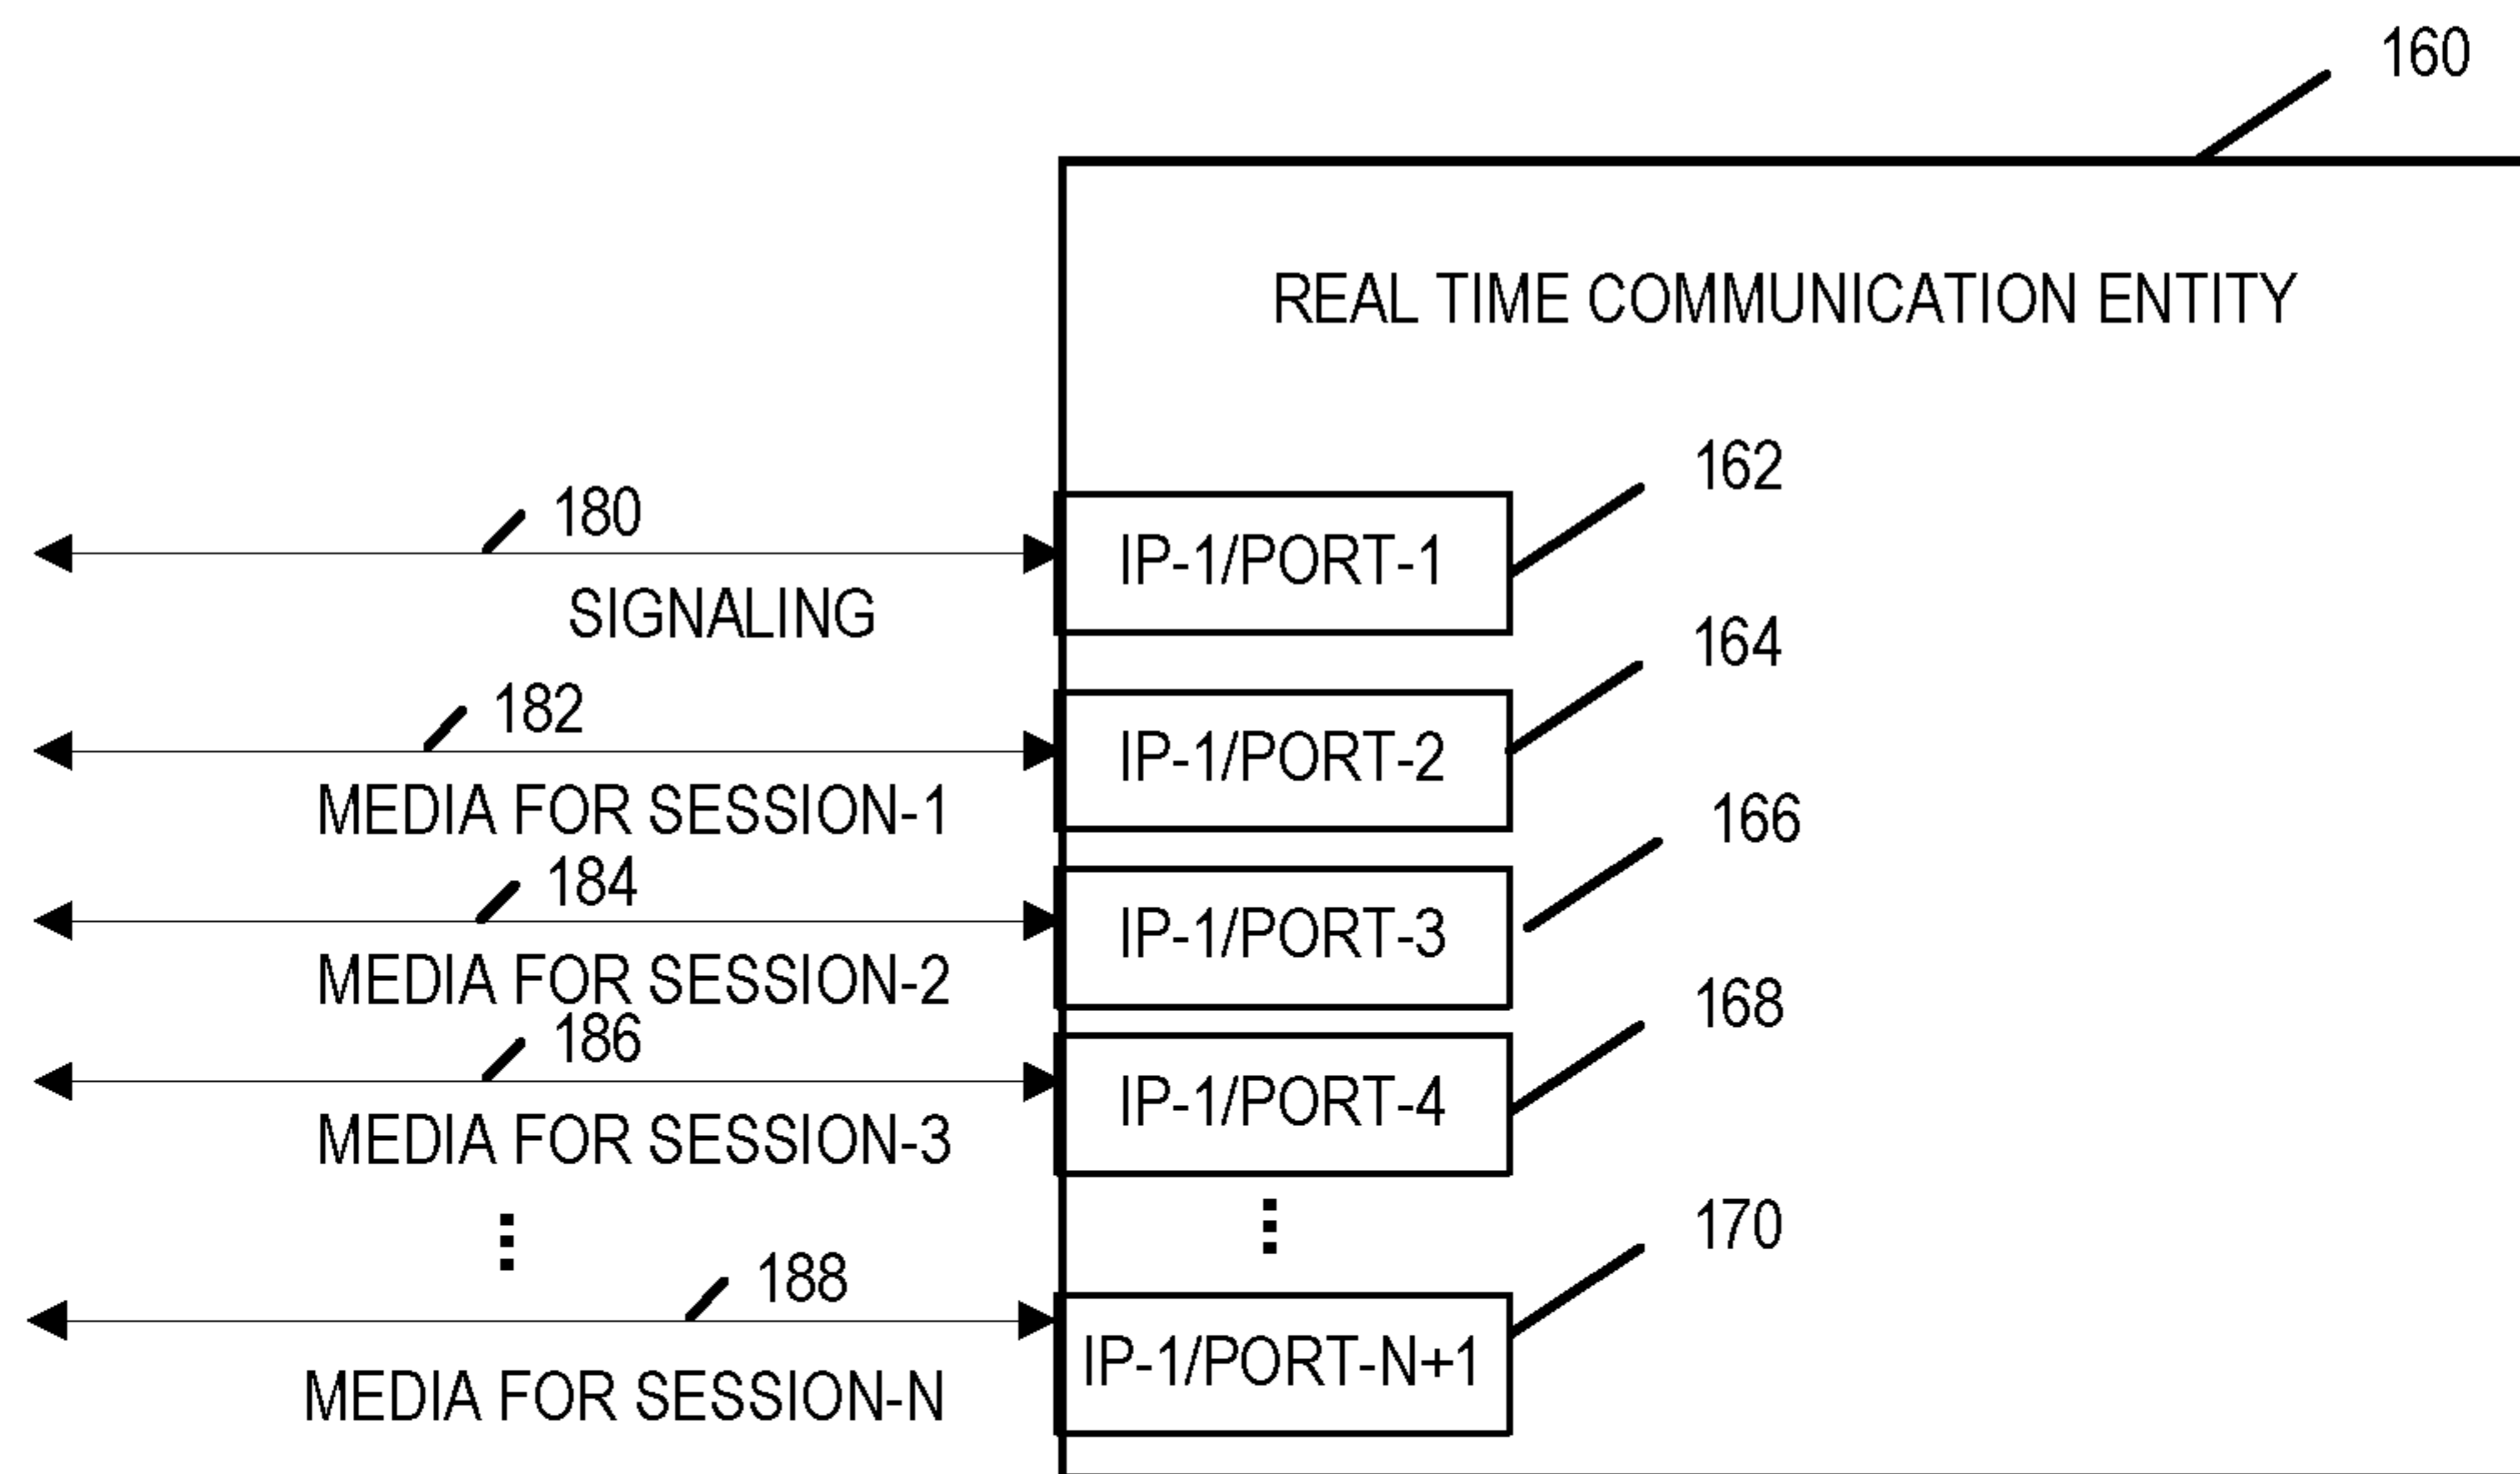 160
REAL TIME COMMUNICATION ENTITY
162
180
IP-1/PORT-1
SIGNALING
164
182
IP-1/PORT-2
MEDIA FOR SESSION-1
166
184
IP-1/PORT-3
MEDIA FOR SESSION-2
168
186
IP-1/PORT-4
MEDIA FOR SESSION-3
170
188
IP-1/PORT-N+1
MEDIA FOR SESSION-N